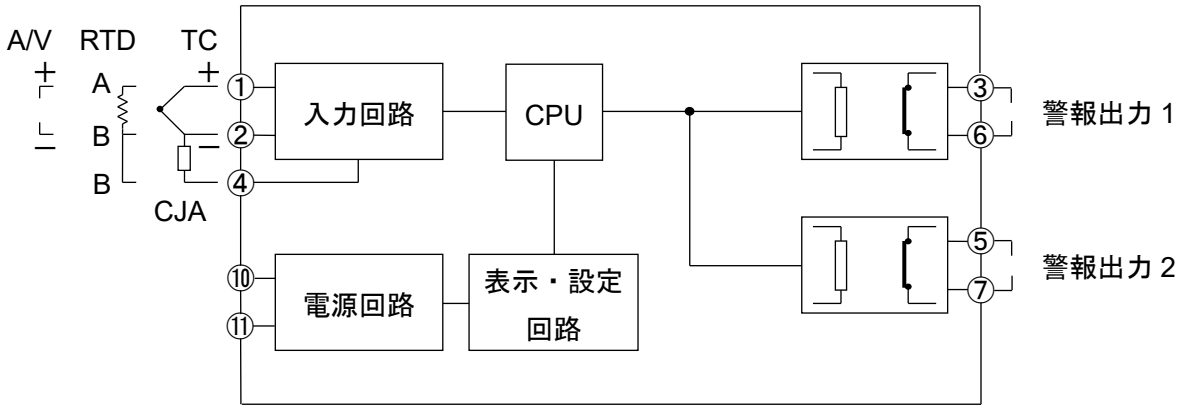 A/V RTD TC
+ +
A ① 入力回路 CPU ③ 警報出力 1
B − ② ⑥
−
B ④
CJA
⑤ 警報出力 2
⑩ 電源回路 表示・設定 ⑦
回路
⑪